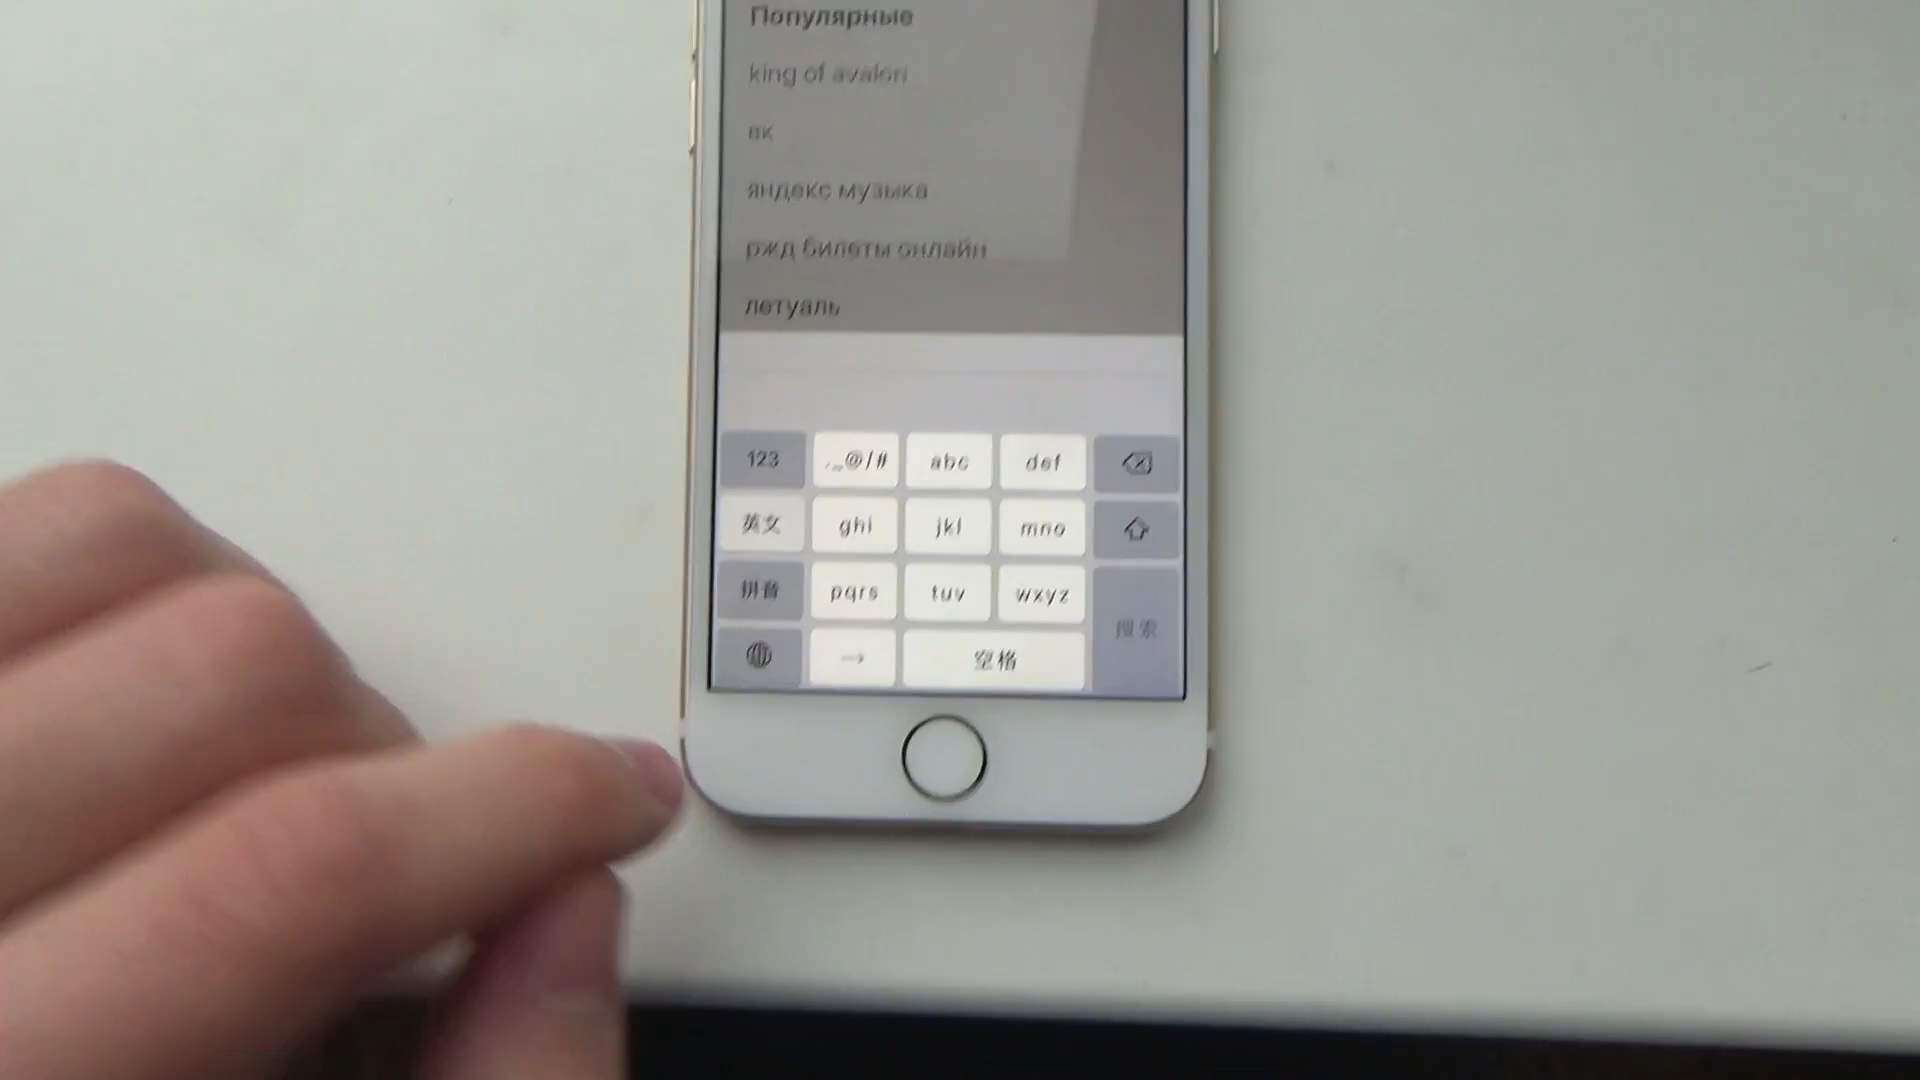 Популярные
king of avalon
вк
яндекс музыка
ржд билеты онлайн
летуаль
123 .,_@/# abc def
英文 ghi jkl mno
拼音 pqrs tuv wxyz
搜索
空格